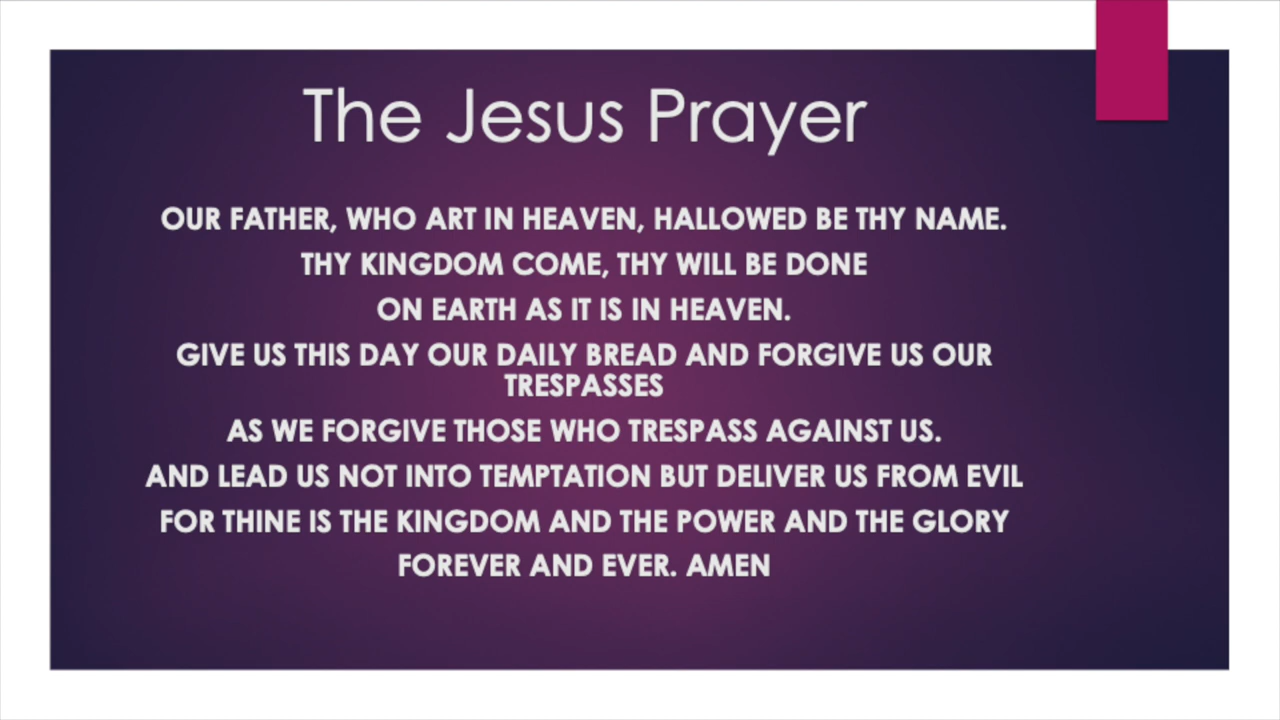 The Jesus Prayer
OUR FATHER, WHO ART IN HEAVEN, HALLOWED BE THY NAME.
THY KINGDOM COME, THY WILL BE DONE
ON EARTH AS IT IS IN HEAVEN.
GIVE US THIS DAY OUR DAILY BREAD AND FORGIVE US OUR
TRESPASSES
AS WE FORGIVE THOSE WHO TRESPASS AGAINST US.
AND LEAD US NOT INTO TEMPTATION BUT DELIVER US FROM EVIL
FOR THINE IS THE KINGDOM AND THE POWER AND THE GLORY
FOREVER AND EVER. AMEN